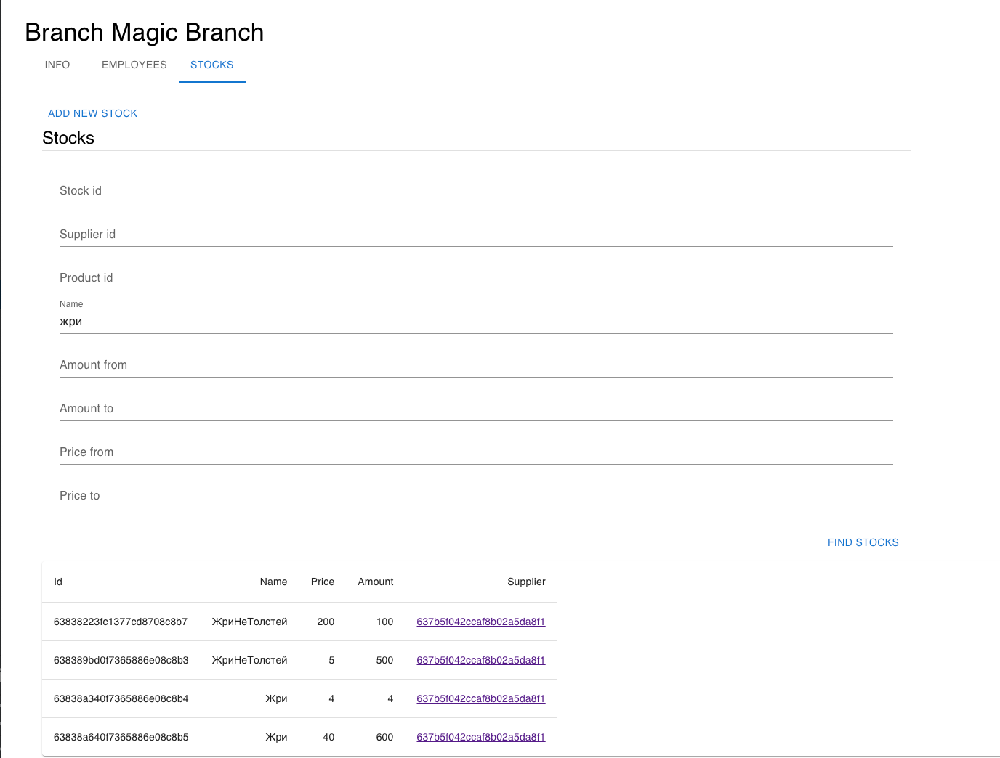 Branch Magic Branch
INFO EMPLOYEES STOCKS
ADD NEW STOCK
Stocks
Stock id
Supplier id
Product id
Name
жри
Amount from
Amount to
Price from
Price to
FIND STOCKS
Id Name Price Amount Supplier
63838223fc1377cd8708c8b7 ЖриНеТолстей 200 100 637b5f042ccaf8b02a5da8f1
638389bd0f7365886e08c8b3 ЖриНеТолстей 5 500 637b5f042ccaf8b02a5da8f1
63838a340f7365886e08c8b4 Жри 4 4 637b5f042ccaf8b02a5da8f1
63838a640f7365886e08c8b5 Жри 40 600 637b5f042ccaf8b02a5da8f1